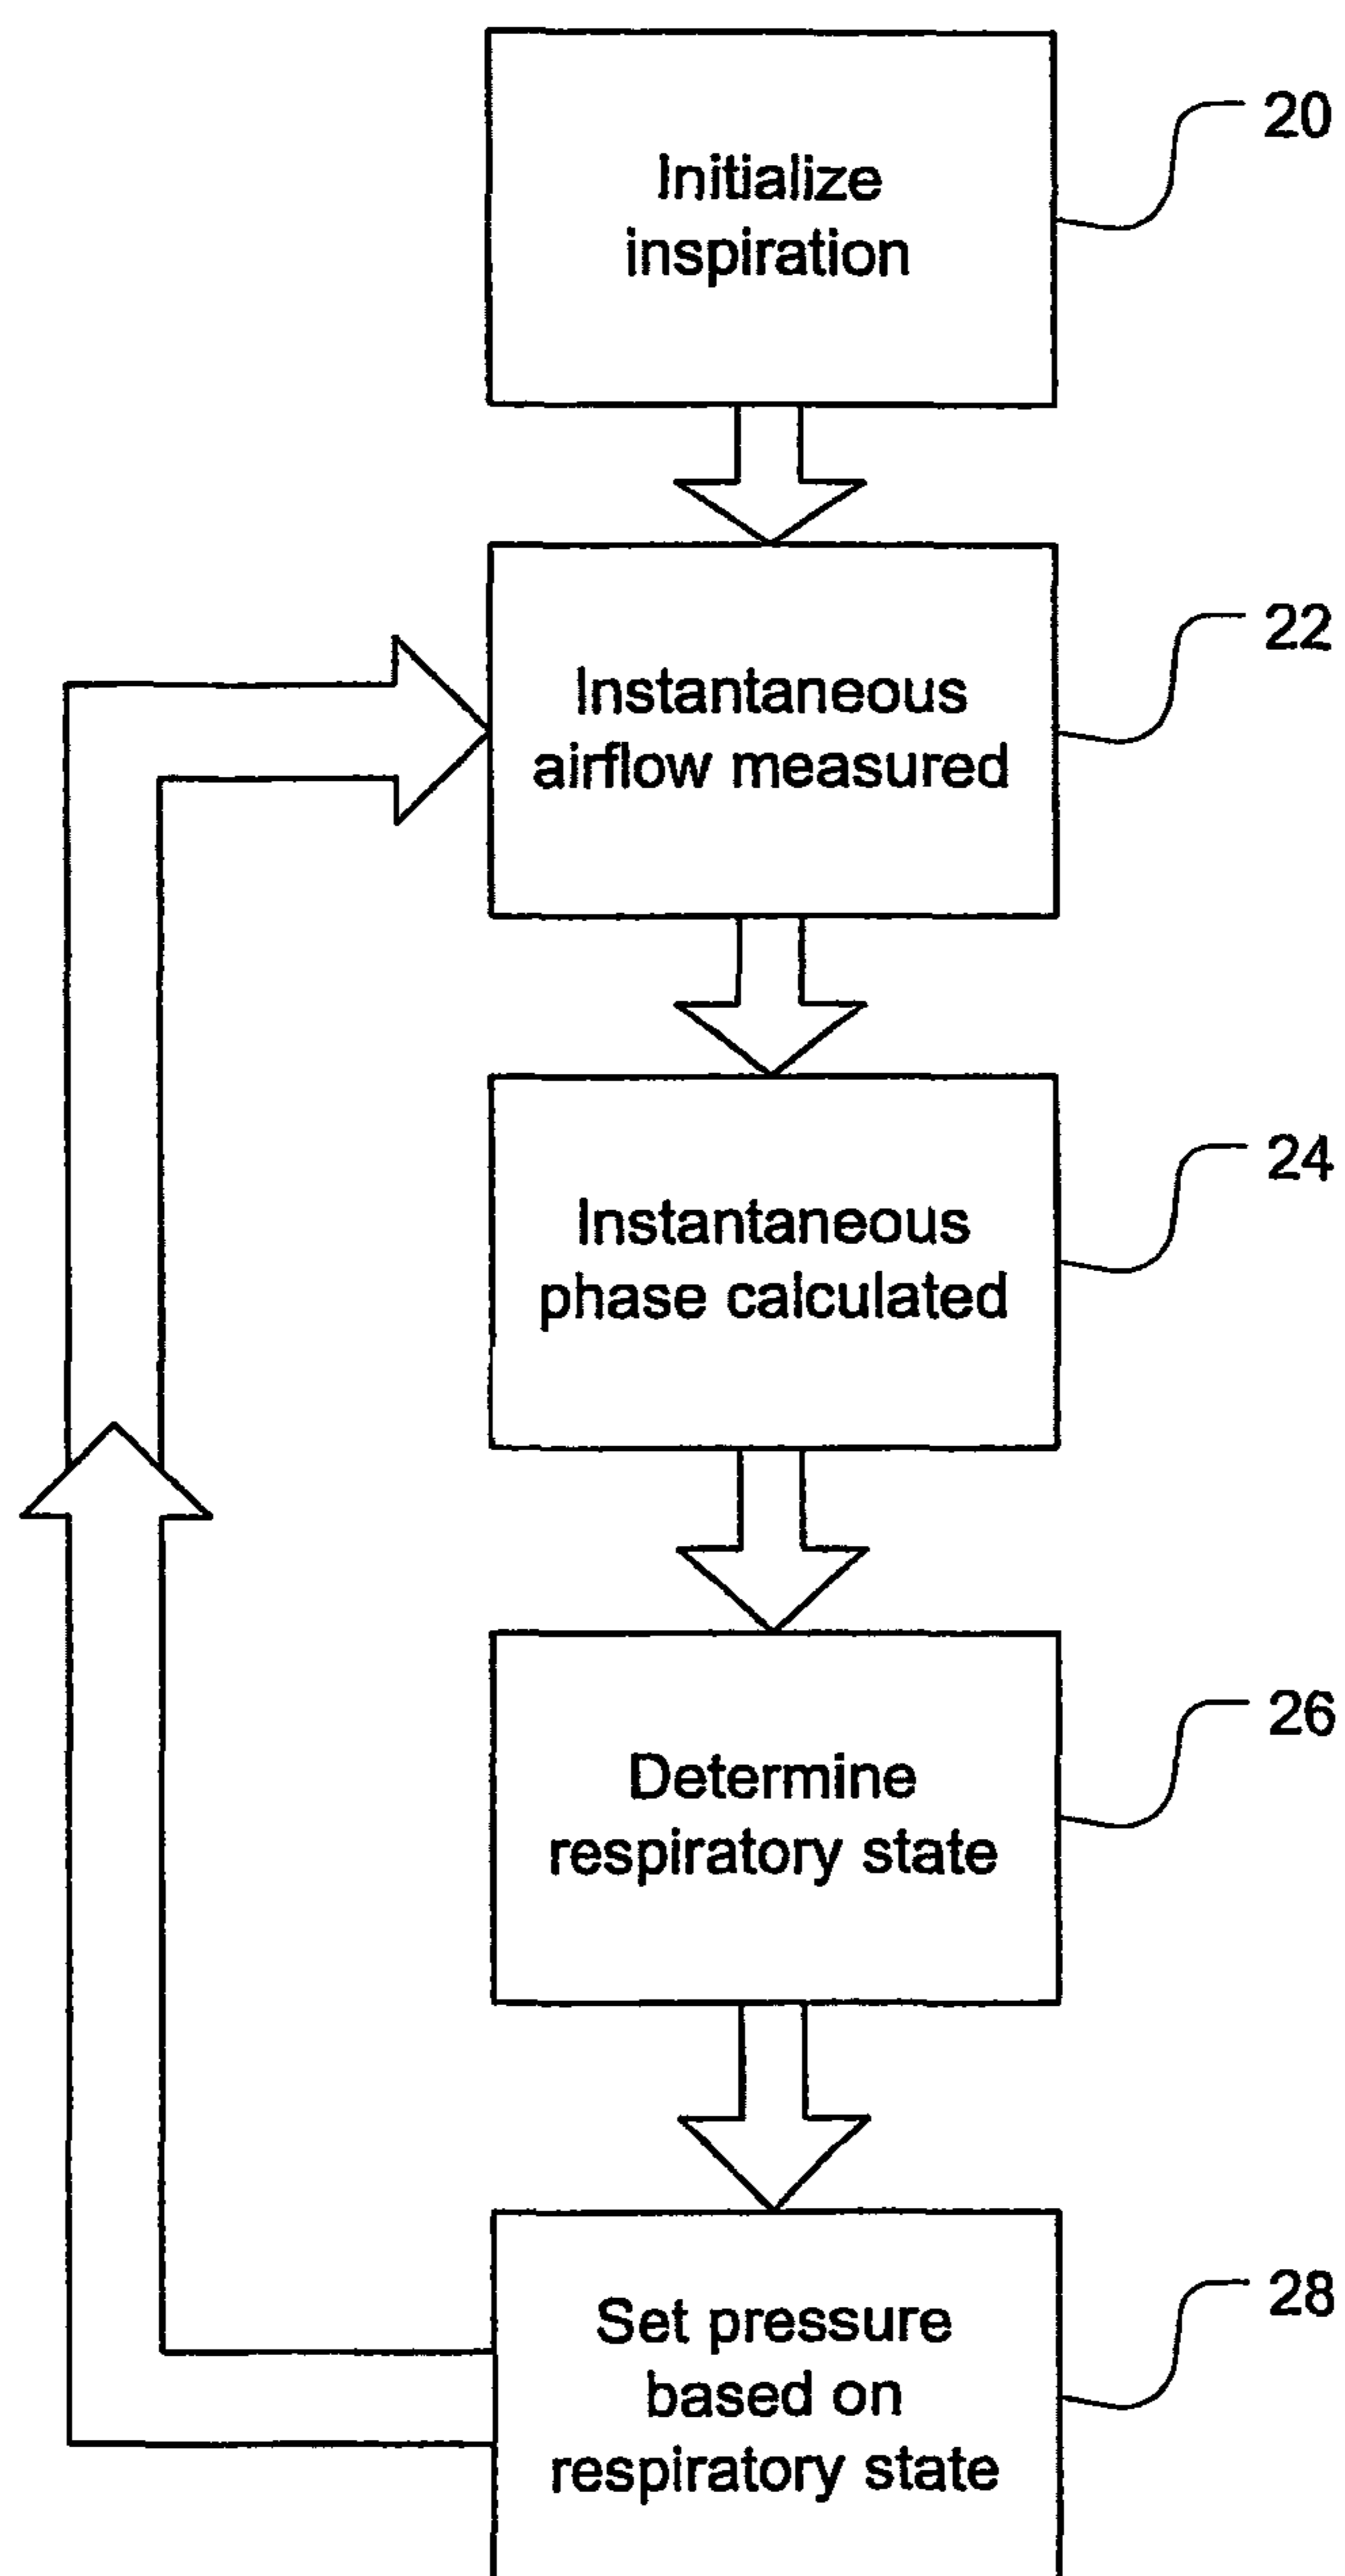 Initialize
inspiration
20
Instantaneous
airflow measured
22
Instantaneous
phase calculated
24
Determine
respiratory state
26
Set pressure
based on
respiratory state
28